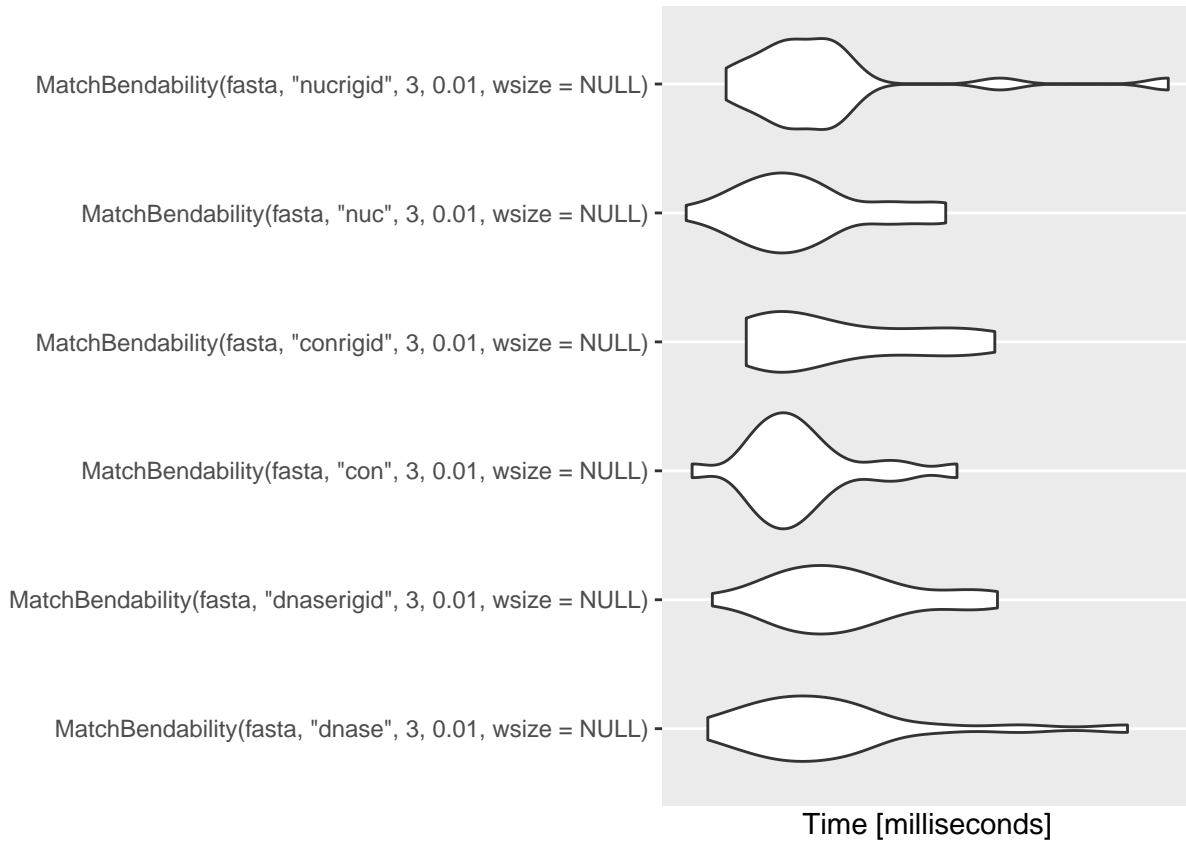 MatchBendability(fasta, "nucrigid", 3, 0.01, wsize = NULL)
MatchBendability(fasta, "nuc", 3, 0.01, wsize = NULL)
MatchBendability(fasta, "conrigid", 3, 0.01, wsize = NULL)
MatchBendability(fasta, "con", 3, 0.01, wsize = NULL)
MatchBendability(fasta, "dnaserigid", 3, 0.01, wsize = NULL)
MatchBendability(fasta, "dnase", 3, 0.01, wsize = NULL)
Time [milliseconds]